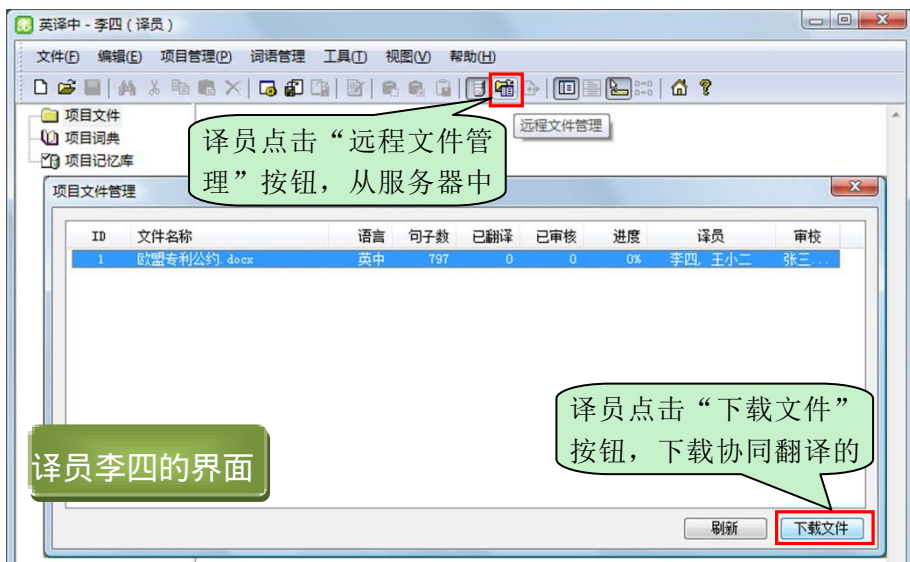 英译中 - 李四（译员）
文件(F) 编辑(E) 项目管理(P) 词语管理 工具(T) 视图(V) 帮助(H)
项目文件
项目词典
项目记忆库
远程文件管理
译员点击“远程文件管
理”按钮，从服务器中
项目文件管理
ID 文件名称 语言 句子数 已翻译 已审核 进度 译员 审校
1 欧盟专利公约.docx 英中 797 0 0 0% 李四, 王小二 张三...
译员点击“下载文件”
按钮，下载协同翻译的
译员李四的界面
刷新 下载文件